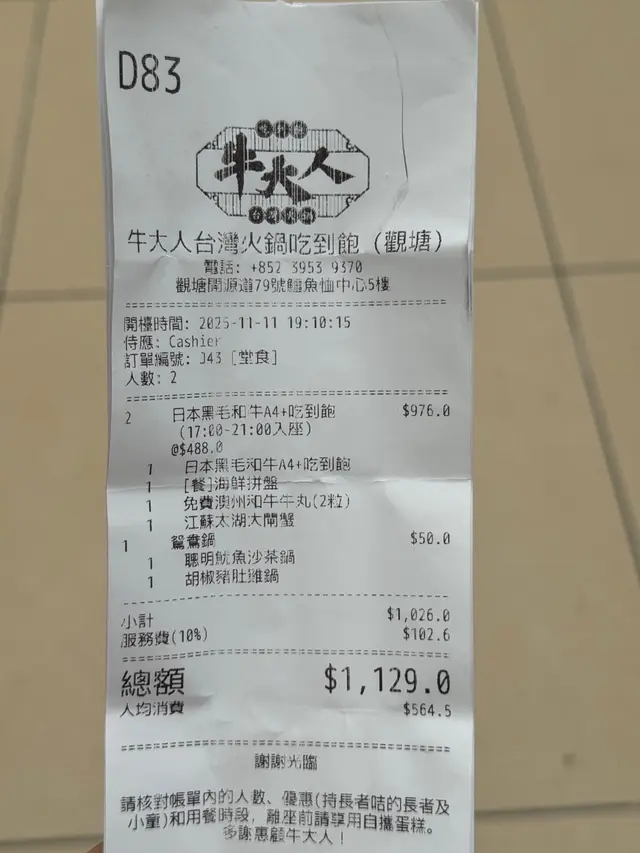 D83
牛大人
台灣火鍋
牛大人台灣火鍋吃到飽(觀塘)
電話: +852 3953 9370
觀塘開源道79號鱷魚恤中心5樓
開檯時間: 2025-11-11 19:10:15
侍應: Cashier
訂單編號: J43 [堂食]
人數: 2
2 日本黑毛和牛A4+吃到飽 $976.0
(17:00-21:00入座)
@$488.0
1 日本黑毛和牛A4+吃到飽
1 [餐]海鮮拼盤
1 免費澳州和牛牛丸(2粒)
1 江蘇太湖大閘蟹
1 鴛鴦鍋 $50.0
1 聰明魷魚沙茶鍋
1 胡椒豬肚雞鍋
小計 $1,026.0
服務費(10%) $102.6
總額 $1,129.0
人均消費 $564.5
謝謝光臨
請核對帳單內的人數、優惠(持長者咭的長者及
小童)和用餐時段, 離座前請享用自攜蛋糕。
多謝惠顧牛大人!